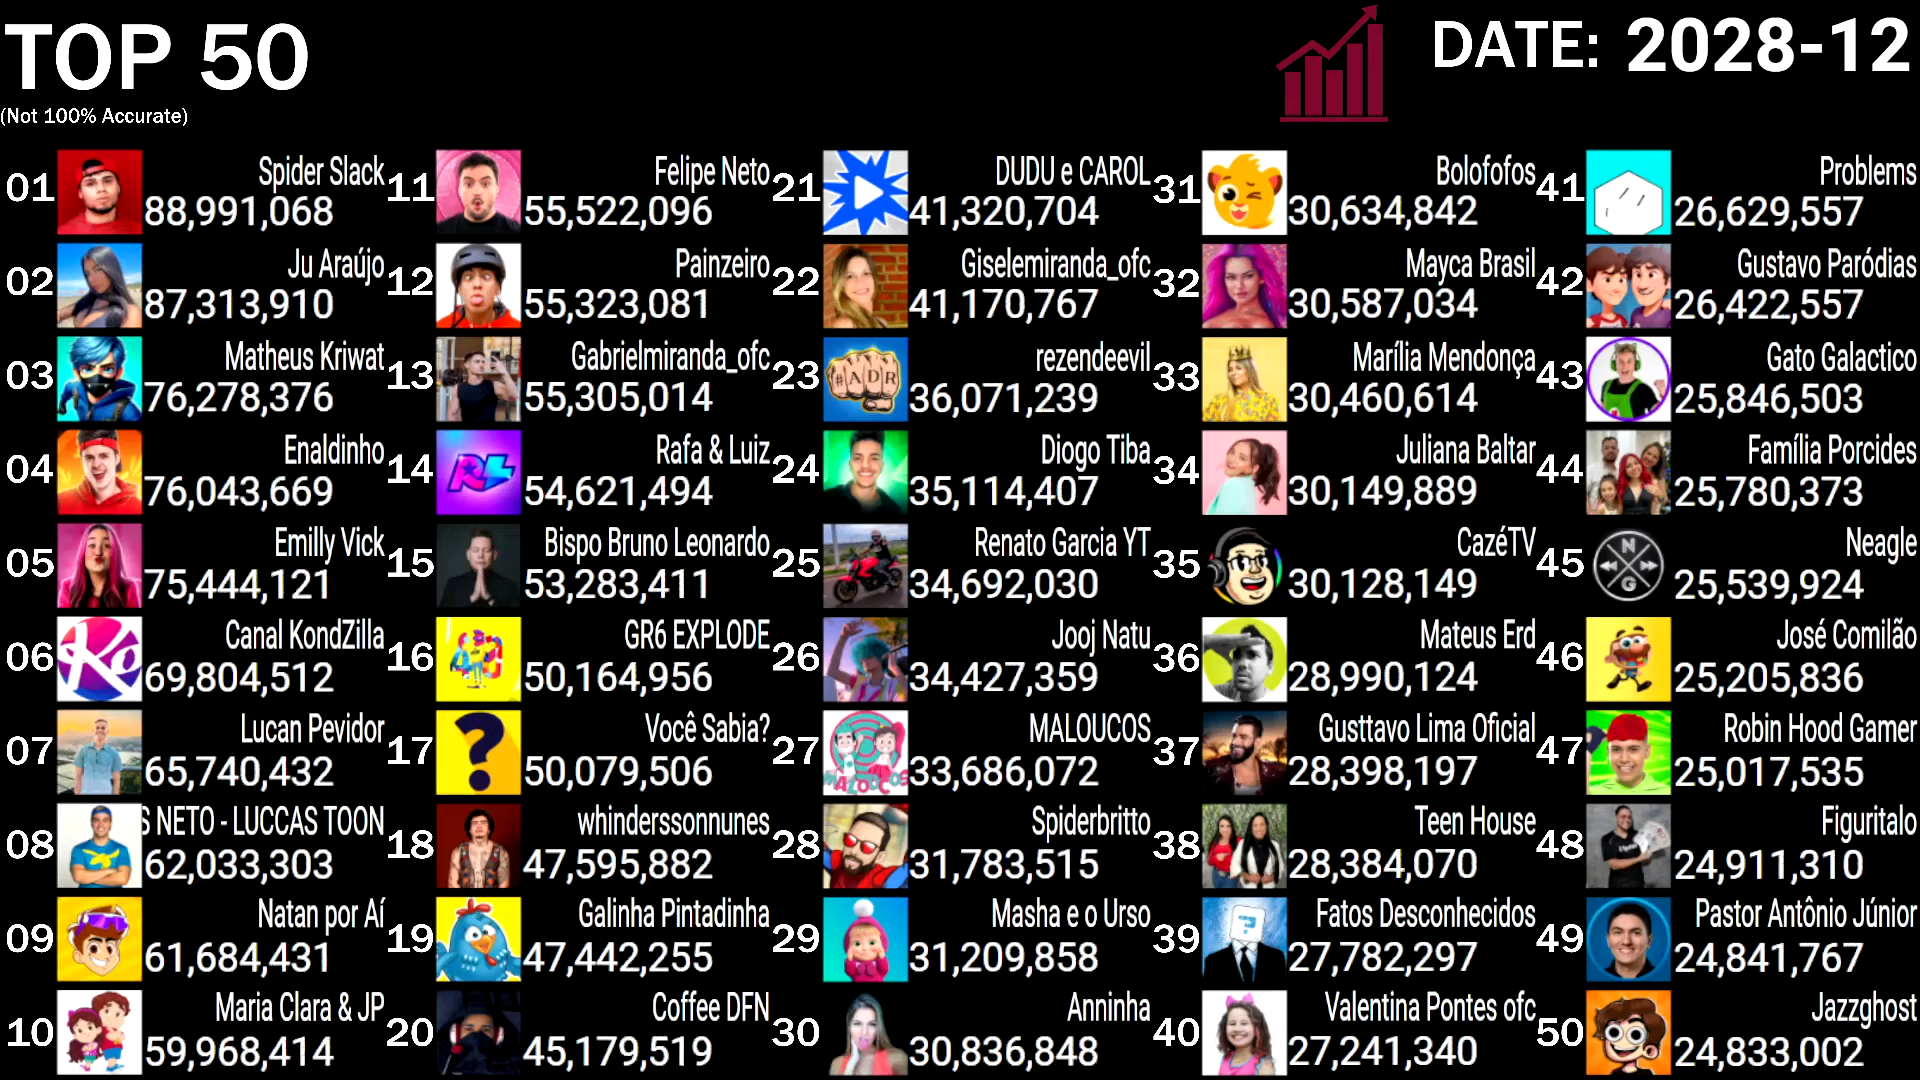 TOP 50
(Not 100% Accurate)
DATE: 2028-12
01 Spider Slack
88,991,068
02 Ju Araújo
87,313,910
03 Matheus Kriwat
76,278,376
04 Enaldinho
76,043,669
05 Emilly Vick
75,444,121
06 Canal KondZilla
69,804,512
07 Lucan Pevidor
65,740,432
08 S NETO - LUCCAS TOON
62,033,303
09 Natan por Aí
61,684,431
10 Maria Clara & JP
59,968,414
11 Felipe Neto
55,522,096
12 Painzeiro
55,323,081
13 Gabrielmiranda_ofc
55,305,014
14 Rafa & Luiz
54,621,494
RL
15 Bispo Bruno Leonardo
53,283,411
16 GR6 EXPLODE
50,164,956
17 Você Sabia?
50,079,506
?
18 whinderssonnunes
47,595,882
19 Galinha Pintadinha
47,442,255
20 Coffee DFN
45,179,519
21 DUDU e CAROL
41,320,704
22 Giselemiranda_ofc
41,170,767
23 rezendeevil
36,071,239
#ADR
24 Diogo Tiba
35,114,407
25 Renato Garcia YT
34,692,030
26 Jooj Natu
34,427,359
27 MALOUCOS
33,686,072
MALOUCOS
28 Spiderbritto
31,783,515
29 Masha e o Urso
31,209,858
30 Anninha
30,836,848
31 Bolofofos
30,634,842
32 Mayca Brasil
30,587,034
33 Marília Mendonça
30,460,614
34 Juliana Baltar
30,149,889
35 CazéTV
30,128,149
36 Mateus Erd
28,990,124
37 Gusttavo Lima Oficial
28,398,197
38 Teen House
28,384,070
39 Fatos Desconhecidos
27,782,297
?
40 Valentina Pontes ofc
27,241,340
41 Problems
26,629,557
42 Gustavo Paródias
26,422,557
43 Gato Galactico
25,846,503
44 Família Porcides
25,780,373
45 Neagle
25,539,924
N
G
46 José Comilão
25,205,836
47 Robin Hood Gamer
25,017,535
48 Figuritalo
24,911,310
49 Pastor Antônio Júnior
24,841,767
50 Jazzghost
24,833,002